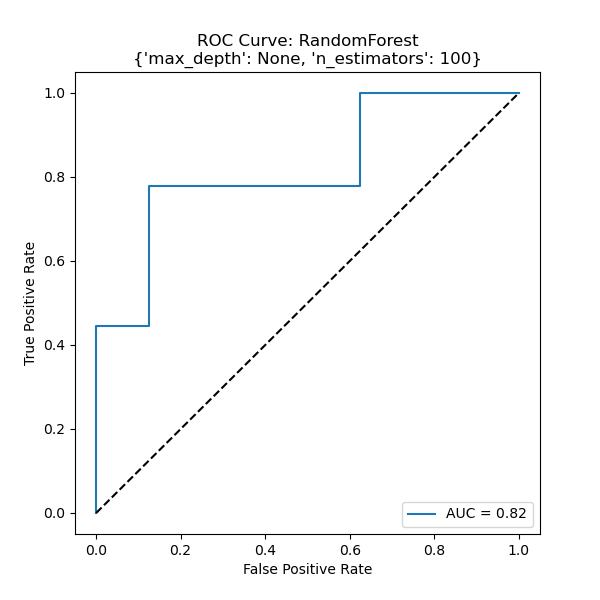 ROC Curve: RandomForest
{'max_depth': None, 'n_estimators': 100}
True Positive Rate
1.0
0.8
0.6
0.4
0.2
0.0
AUC = 0.82
0.0 0.2 0.4 0.6 0.8 1.0
False Positive Rate